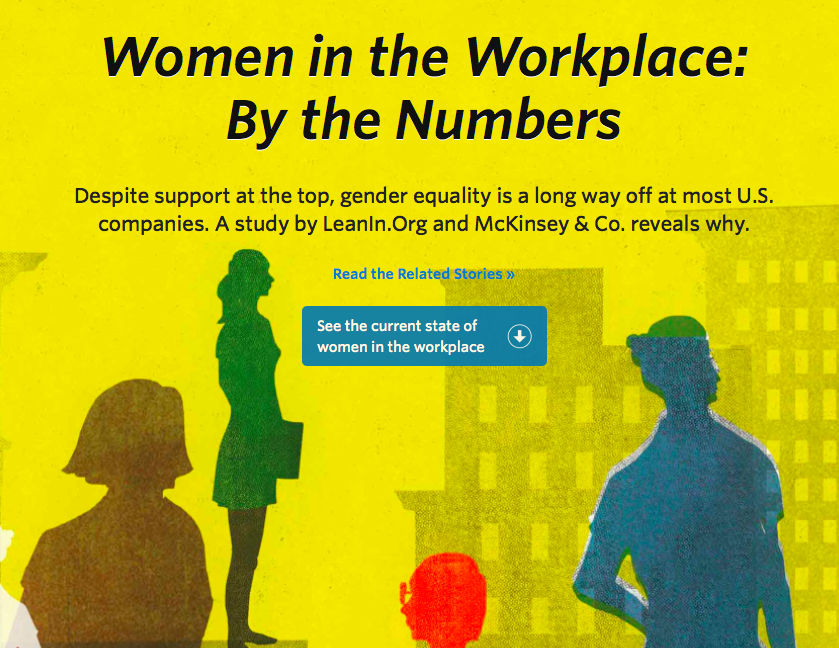 Women in the Workplace:
By the Numbers
Despite support at the top, gender equality is a long way off at most U.S.
companies. A study by LeanIn.Org and McKinsey & Co. reveals why.
Read the Related Stories »
See the current state of
women in the workplace